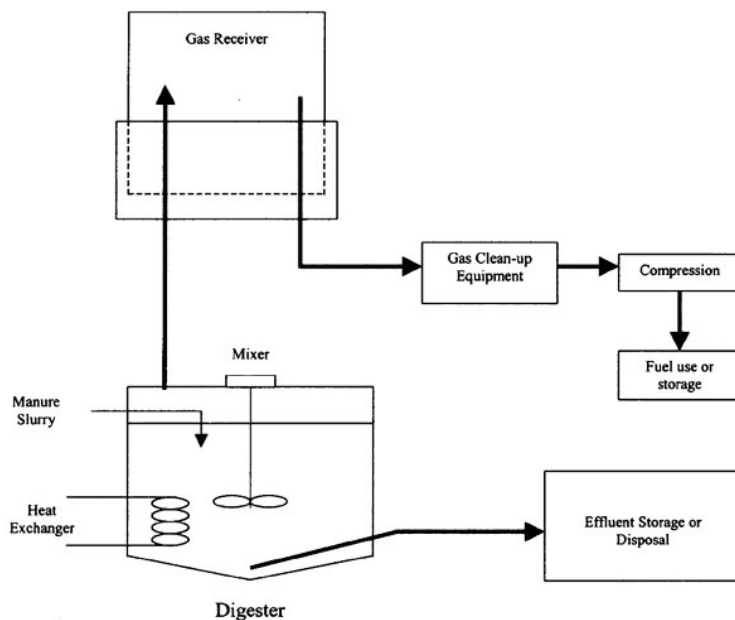 Gas Receiver
Gas Clean-up
Equipment
Compression
Fuel use or
storage
Mixer
Manure
Slurry
Heat
Exchanger
Effluent Storage or
Disposal
Digester